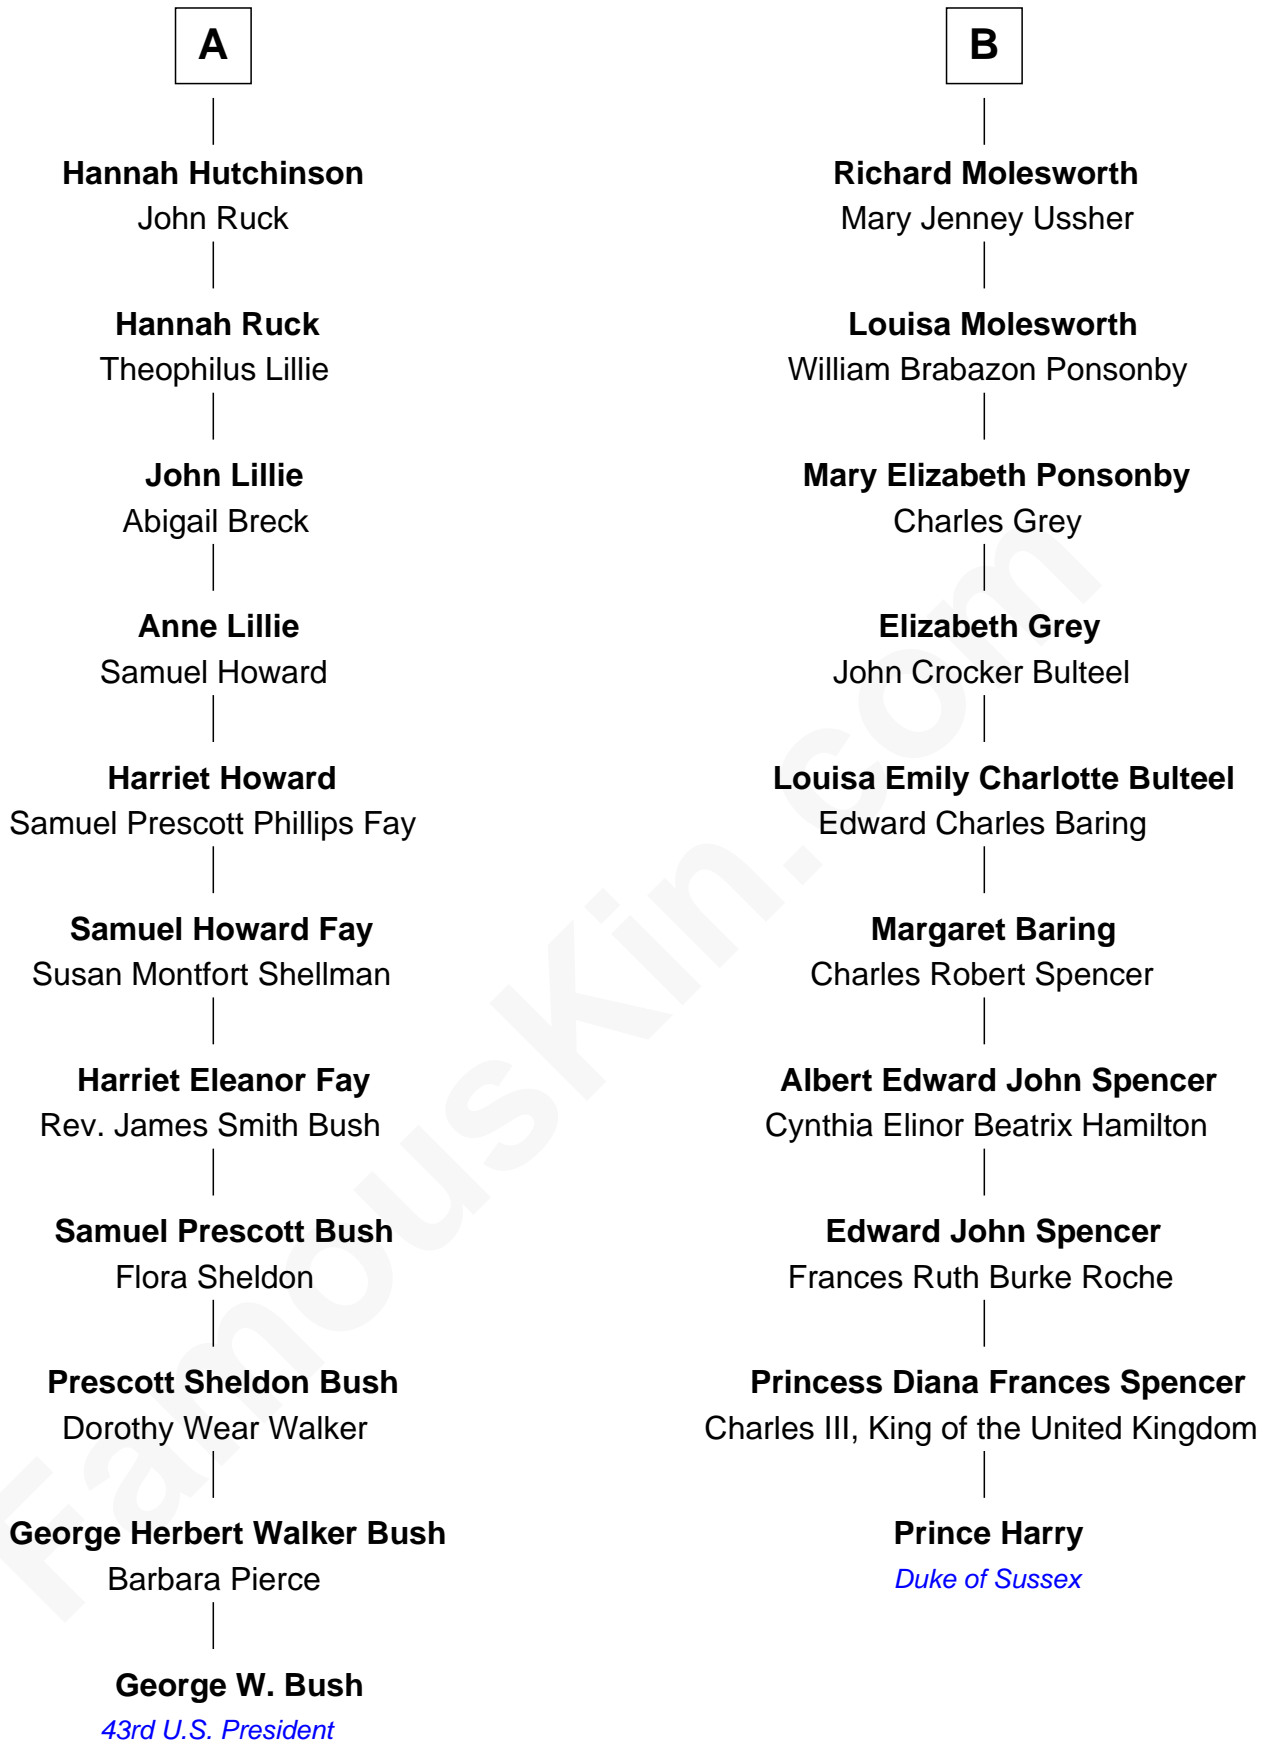 A
Hannah Hutchinson
John Ruck
Hannah Ruck
Theophilus Lillie
John Lillie
Abigail Breck
Anne Lillie
Samuel Howard
Harriet Howard
Samuel Prescott Phillips Fay
Samuel Howard Fay
Susan Montfort Shellman
Harriet Eleanor Fay
Rev. James Smith Bush
Samuel Prescott Bush
Flora Sheldon
Prescott Sheldon Bush
Dorothy Wear Walker
George Herbert Walker Bush
Barbara Pierce
George W. Bush
43rd U.S. President
B
Richard Molesworth
Mary Jenney Ussher
Louisa Molesworth
William Brabazon Ponsonby
Mary Elizabeth Ponsonby
Charles Grey
Elizabeth Grey
John Crocker Bulteel
Louisa Emily Charlotte Bulteel
Edward Charles Baring
Margaret Baring
Charles Robert Spencer
Albert Edward John Spencer
Cynthia Elinor Beatrix Hamilton
Edward John Spencer
Frances Ruth Burke Roche
Princess Diana Frances Spencer
Charles III, King of the United Kingdom
Prince Harry
Duke of Sussex
FamousKin.com